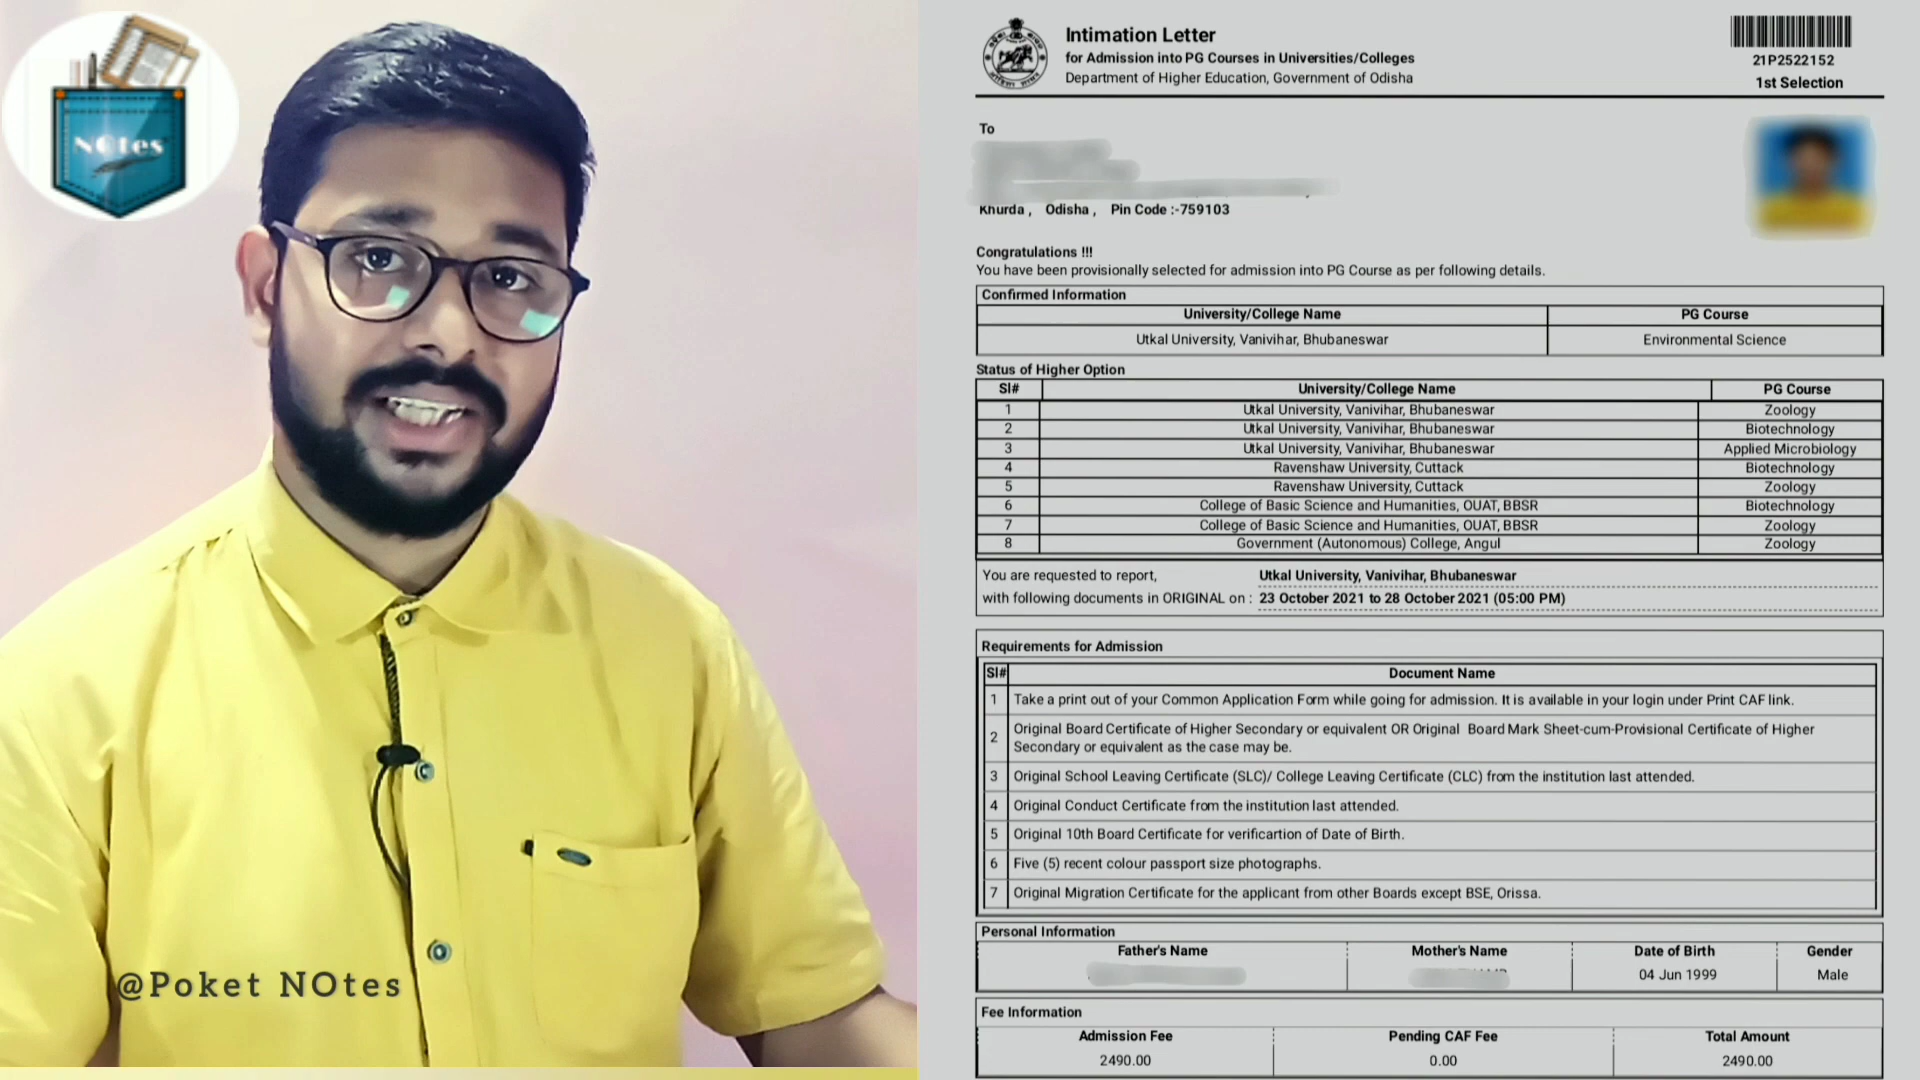 NOtes
@Poket NOtes
Intimation Letter
for Admission into PG Courses in Universities/Colleges
Department of Higher Education, Government of Odisha
21P2522152
1st Selection
To
Khurda , Odisha , Pin Code :-759103
Congratulations !!!
You have been provisionally selected for admission into PG Course as per following details.
Confirmed Information
University/College Name PG Course
Utkal University, Vanivihar, Bhubaneswar Environmental Science
Status of Higher Option
Sl# University/College Name PG Course
1 Utkal University, Vanivihar, Bhubaneswar Zoology
2 Utkal University, Vanivihar, Bhubaneswar Biotechnology
3 Utkal University, Vanivihar, Bhubaneswar Applied Microbiology
4 Ravenshaw University, Cuttack Biotechnology
5 Ravenshaw University, Cuttack Zoology
6 College of Basic Science and Humanities, OUAT, BBSR Biotechnology
7 College of Basic Science and Humanities, OUAT, BBSR Zoology
8 Government (Autonomous) College, Angul Zoology
You are requested to report, Utkal University, Vanivihar, Bhubaneswar
with following documents in ORIGINAL on : 23 October 2021 to 28 October 2021 (05:00 PM)
Requirements for Admission
Sl# Document Name
1 Take a print out of your Common Application Form while going for admission. It is available in your login under Print CAF link.
2 Original Board Certificate of Higher Secondary or equivalent OR Original Board Mark Sheet-cum-Provisional Certificate of Higher
Secondary or equivalent as the case may be.
3 Original School Leaving Certificate (SLC)/ College Leaving Certificate (CLC) from the institution last attended.
4 Original Conduct Certificate from the institution last attended.
5 Original 10th Board Certificate for verificartion of Date of Birth.
6 Five (5) recent colour passport size photographs.
7 Original Migration Certificate for the applicant from other Boards except BSE, Orissa.
Personal Information
Father's Name Mother's Name Date of Birth Gender
04 Jun 1999 Male
Fee Information
Admission Fee Pending CAF Fee Total Amount
2490.00 0.00 2490.00